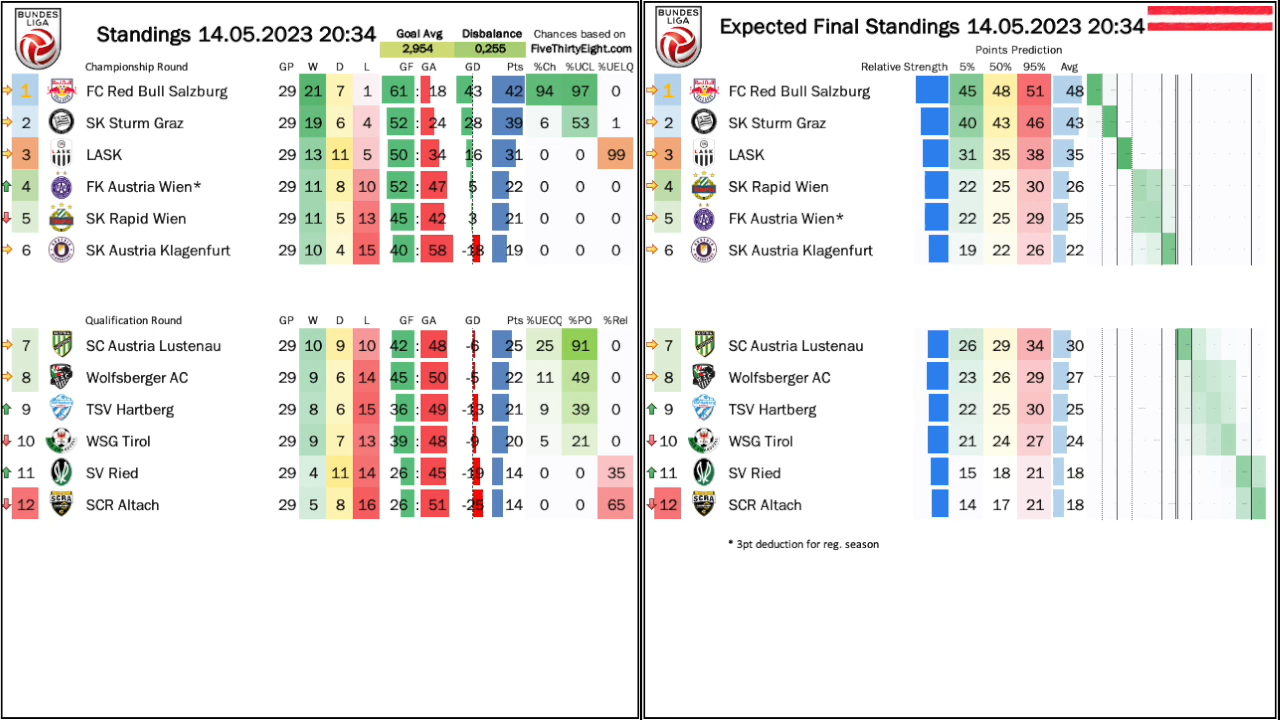 BUNDES
LIGA
Standings 14.05.2023 20:34
Goal Avg Disbalance Chances based on
2,954 0,255 FiveThirtyEight.com
Championship Round GP W D L GF GA GD Pts %Ch %UCL %UELQ
1 FC Red Bull Salzburg 29 21 7 1 61 : 18 43 42 94 97 0
2 SK Sturm Graz 29 19 6 4 52 : 24 28 39 6 53 1
3 LASK 29 13 11 5 50 : 34 16 31 0 0 99
4 FK Austria Wien* 29 11 8 10 52 : 47 5 22 0 0 0
5 SK Rapid Wien 29 11 5 13 45 : 42 3 21 0 0 0
6 SK Austria Klagenfurt 29 10 4 15 40 : 58 -18 19 0 0 0
Qualification Round GP W D L GF GA GD Pts %UECQ %PO %Rel
7 SC Austria Lustenau 29 10 9 10 42 : 48 -6 25 25 91 0
8 Wolfsberger AC 29 9 6 14 45 : 50 -5 22 11 49 0
9 TSV Hartberg 29 8 6 15 36 : 49 -13 21 9 39 0
10 WSG Tirol 29 9 7 13 39 : 48 -9 20 5 21 0
11 SV Ried 29 4 11 14 26 : 45 -19 14 0 0 35
12 SCR Altach 29 5 8 16 26 : 51 -25 14 0 0 65
BUNDES
LIGA
Expected Final Standings 14.05.2023 20:34
Points Prediction
Relative Strength 5% 50% 95% Avg
1 FC Red Bull Salzburg 45 48 51 48
2 SK Sturm Graz 40 43 46 43
3 LASK 31 35 38 35
4 SK Rapid Wien 22 25 30 26
5 FK Austria Wien* 22 25 29 25
6 SK Austria Klagenfurt 19 22 26 22
7 SC Austria Lustenau 26 29 34 30
8 Wolfsberger AC 23 26 29 27
9 TSV Hartberg 22 25 30 25
10 WSG Tirol 21 24 27 24
11 SV Ried 15 18 21 18
12 SCR Altach 14 17 21 18
* 3pt deduction for reg. season